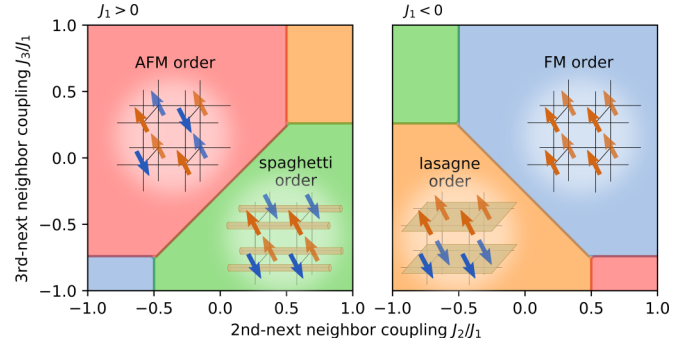 J₁ > 0
J₁ < 0
3rd-next neighbor coupling J₃/J₁
1.0
0.5
0.0
−0.5
−1.0
AFM order
spaghetti
order
FM order
lasagne
order
−1.0 −0.5 0.0 0.5 1.0
−1.0 −0.5 0.0 0.5 1.0
2nd-next neighbor coupling J₂/J₁